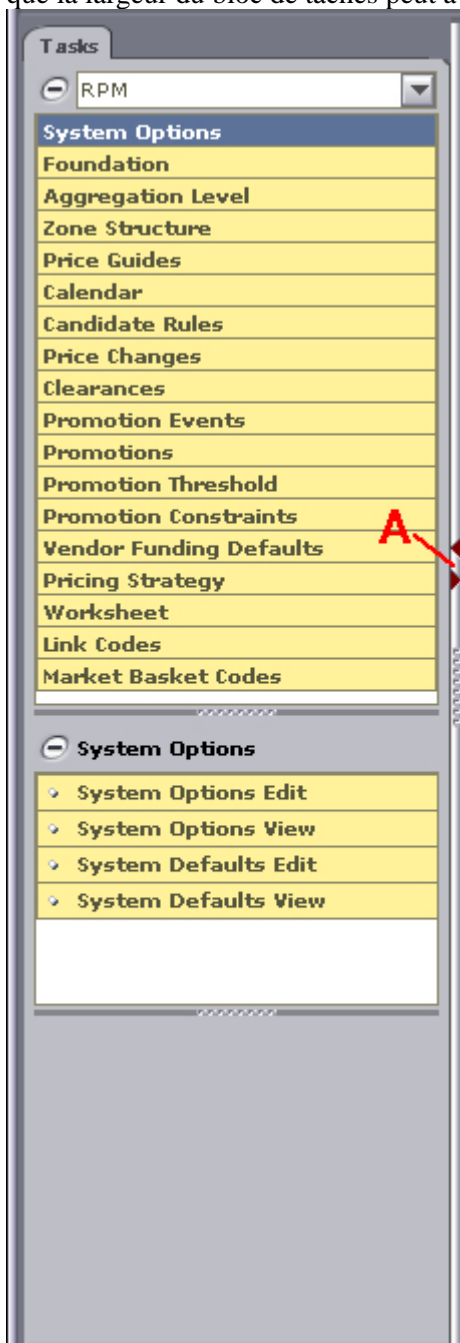 que la largeur du bloc de tâches peut a
Tasks
RPM
System Options
Foundation
Aggregation Level
Zone Structure
Price Guides
Calendar
Candidate Rules
Price Changes
Clearances
Promotion Events
Promotions
Promotion Threshold
Promotion Constraints
A
Vendor Funding Defaults
Pricing Strategy
Worksheet
Link Codes
Market Basket Codes
System Options
System Options Edit
System Options View
System Defaults Edit
System Defaults View